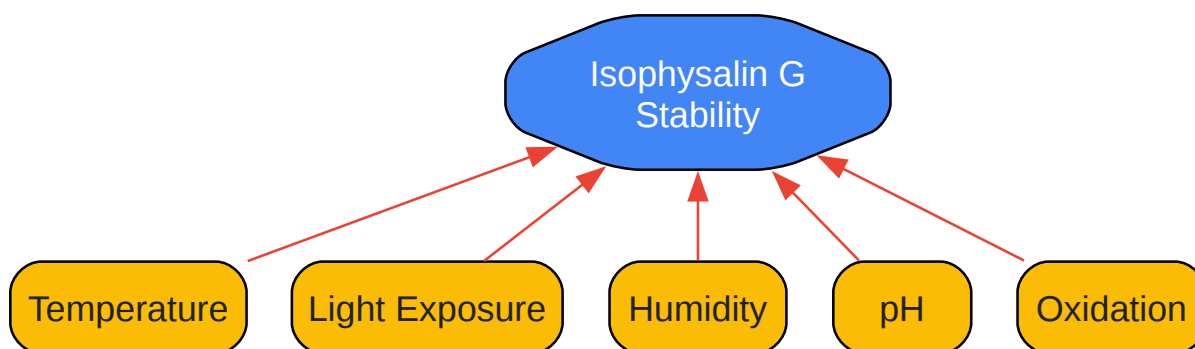 Isophysalin G
Stability
Temperature
Light Exposure
Humidity
pH
Oxidation